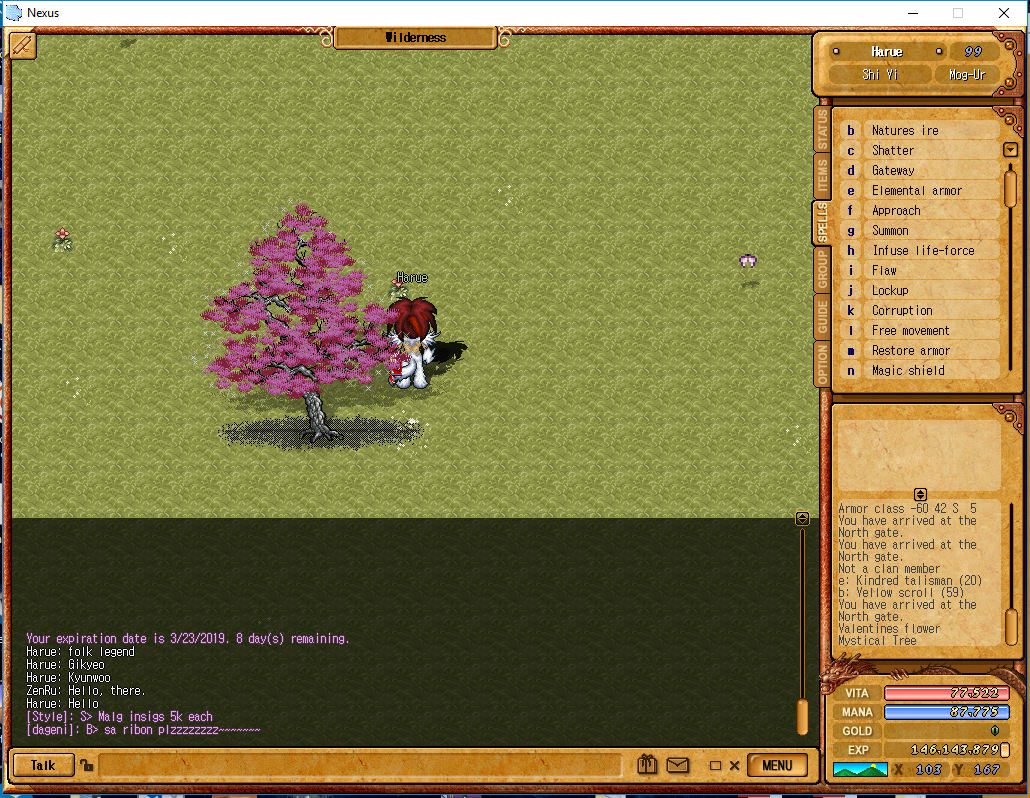 Nexus
Wilderness
Harue 99
Shi Yi Mog-Ur
STATUS
ITEMS
SPELLS
GROUP
GUIDE
OPTION
b Natures ire
c Shatter
d Gateway
e Elemental armor
f Approach
g Summon
h Infuse life-force
i Flaw
j Lockup
k Corruption
l Free movement
m Restore armor
n Magic shield
Harue
Armor class -60 42 S 5
You have arrived at the
North gate.
You have arrived at the
North gate.
Not a clan member
e: Kindred talisman (20)
b: Yellow scroll (59)
You have arrived at the
North gate.
Valentines flower
Mystical Tree
Your expiration date is 3/23/2019. 8 day(s) remaining.
Harue: folk legend
Harue: Gikyeo
Harue: Kyunwoo
ZenRu: Hello, there.
Harue: Hello
[Style]: S> Malg insigs 5k each
[dageni]: B> sa ribon plzzzzzzzz~~~~~~~
VITA 77.522
MANA 87.775
GOLD 0
EXP 146.143.879
X 103 Y 167
Talk
MENU